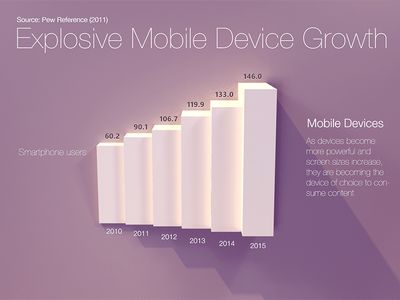 Source: Pew Reference (2011)
Explosive Mobile Device Growth
146.0
133.0
119.9
106.7
90.1
60.2
Mobile Devices
Smartphone users
As devices become
more powerful and
screen sizes increase,
they are becoming the
device of choice to con-
sume content
2010
2011
2012
2013
2014
2015